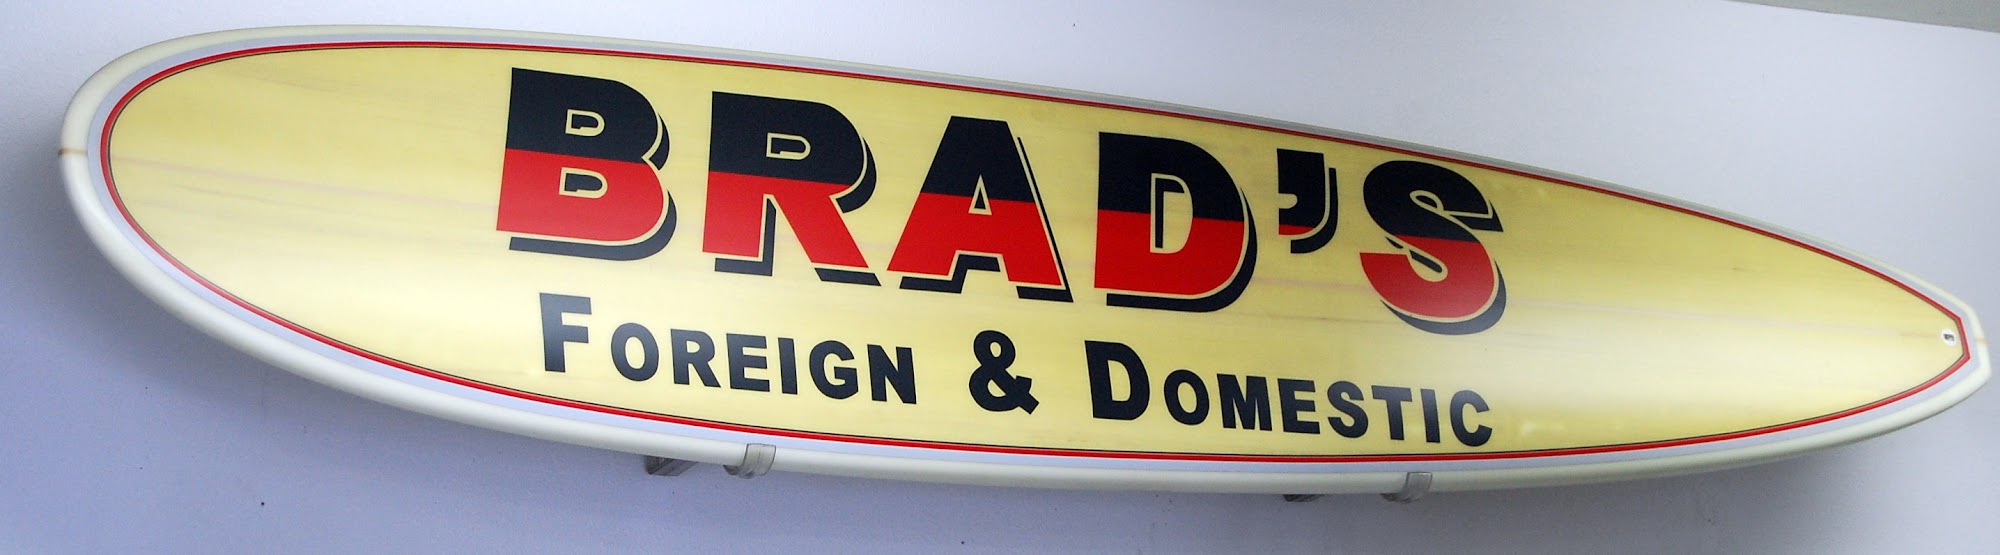 BRAD'S
FOREIGN & DOMESTIC